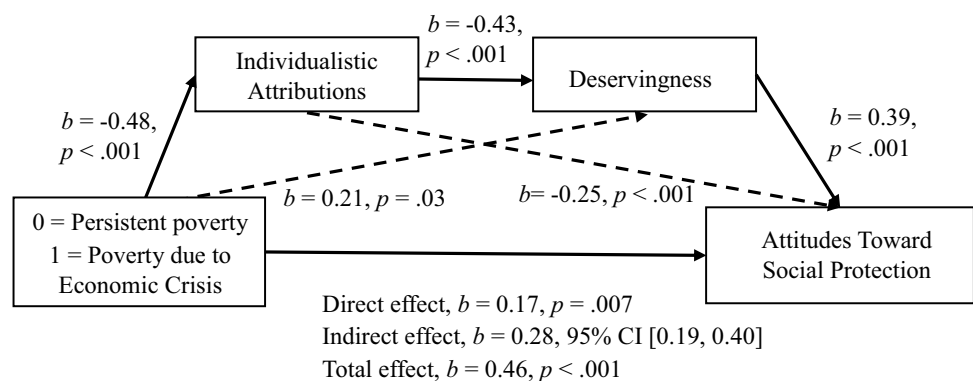 b = -0.43,
p < .001
Individualistic
Attributions
Deservingness
b = -0.48,
p < .001
b = 0.39,
p < .001
b = 0.21, p = .03
b= -0.25, p < .001
0 = Persistent poverty
1 = Poverty due to
Economic Crisis
Attitudes Toward
Social Protection
Direct effect, b = 0.17, p = .007
Indirect effect, b = 0.28, 95% CI [0.19, 0.40]
Total effect, b = 0.46, p < .001